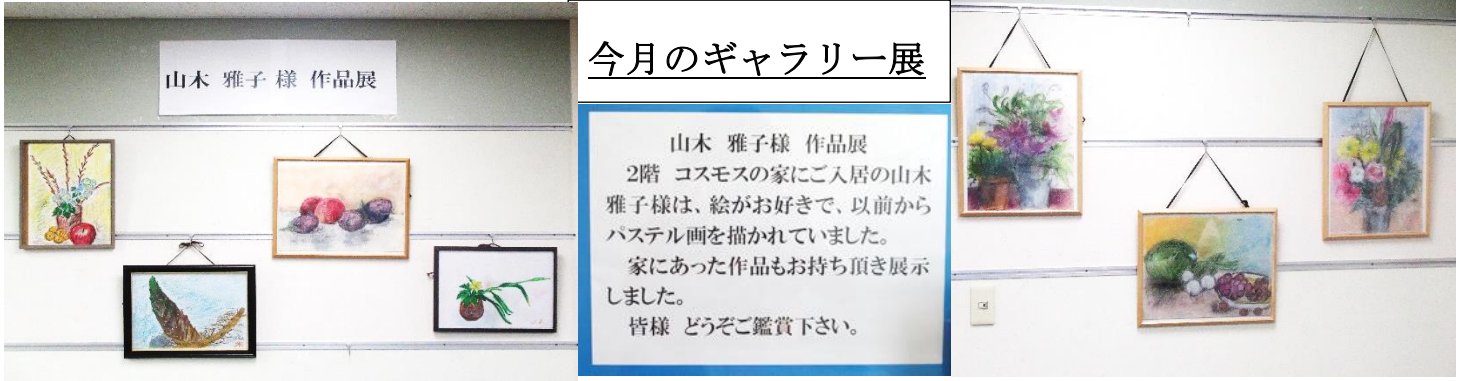 山木 雅子 様 作品展
今月のギャラリー展
山木 雅子様 作品展
2階 コスモスの家にご入居の山木
雅子様は、絵がお好きで、以前から
パステル画を描かれていました。
家にあった作品もお持ち頂き展示
しました。
皆様 どうぞご鑑賞下さい。